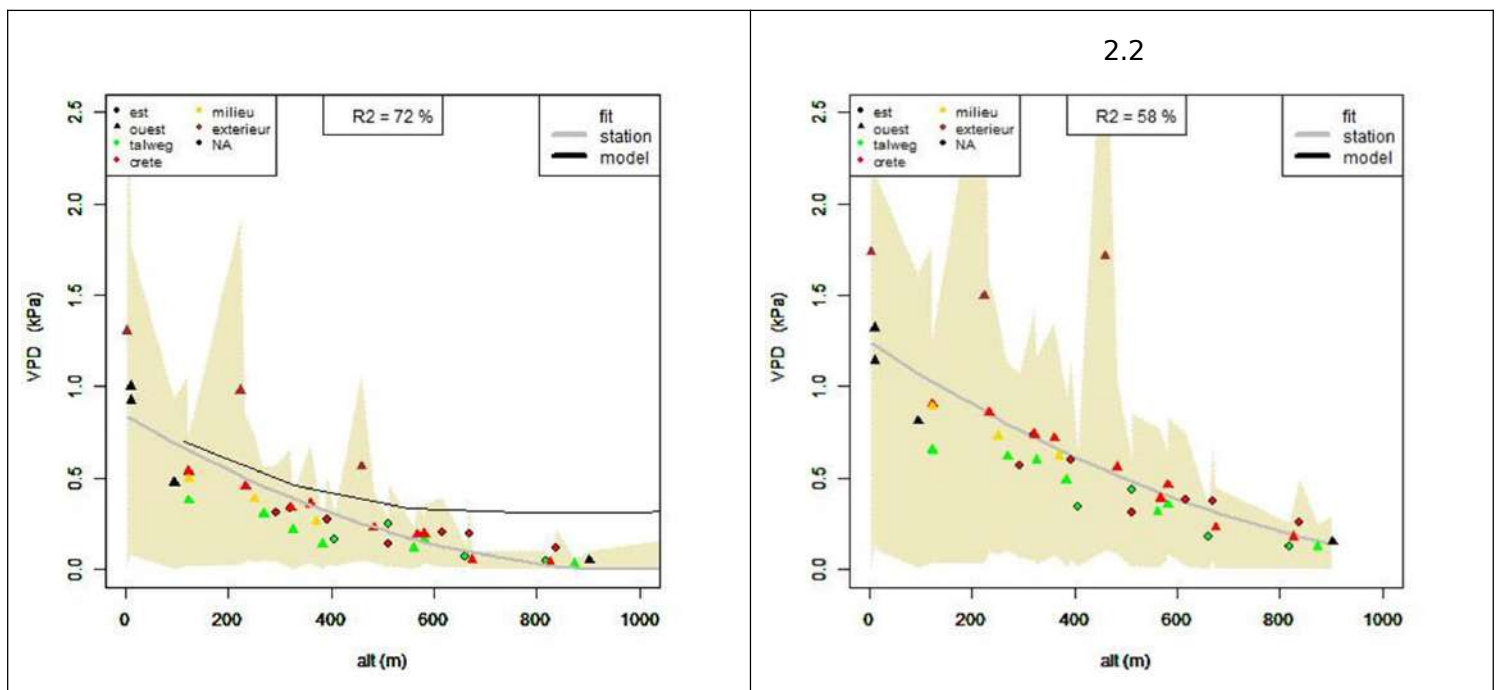 2.2
est
milieu
ouest
exterieur
talweg
NA
crete
R2 = 72 %
fit
station
model
VPD (kPa)
2.5
2.0
1.5
1.0
0.5
0.0
0 200 400 600 800 1000
alt (m)
est
milieu
ouest
exterieur
talweg
NA
crete
R2 = 58 %
fit
station
model
VPD (kPa)
2.5
2.0
1.5
1.0
0.5
0.0
0 200 400 600 800 1000
alt (m)